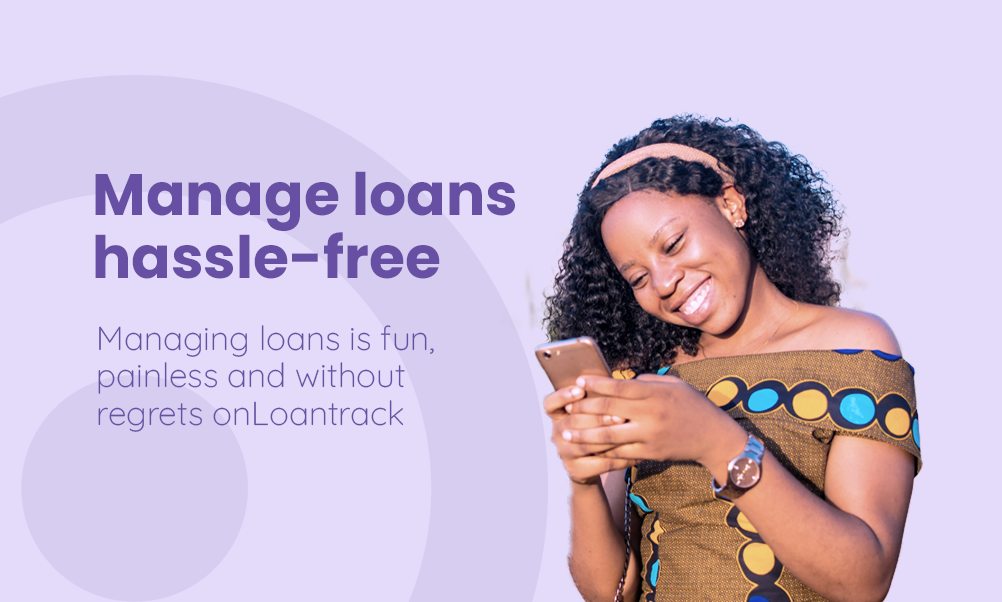 Manage loans
hassle-free
Managing loans is fun,
painless and without
regrets onLoantrack